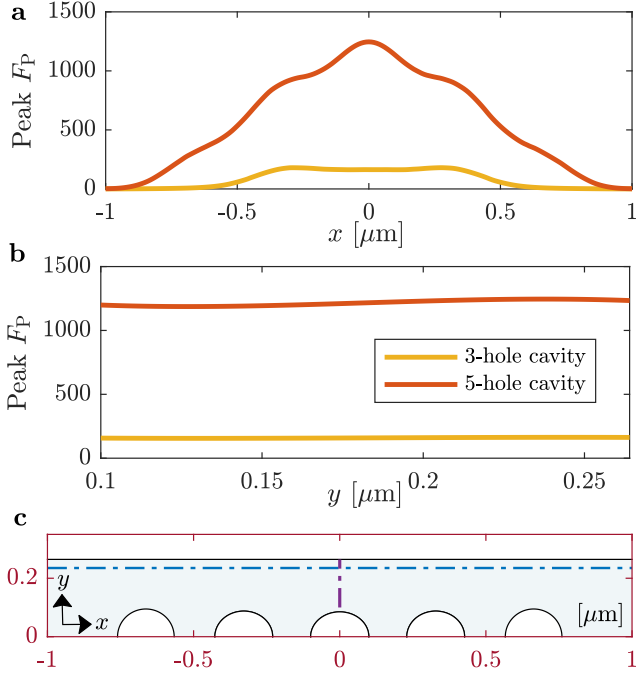 a
1500
1000
500
0
Peak F_P
-1 -0.5 0 0.5 1
x [μm]
b
1500
1000
500
0
Peak F_P
3-hole cavity
5-hole cavity
0.1 0.15 0.2 0.25
y [μm]
c
0.2
y
x
[μm]
0
-1 -0.5 0 0.5 1